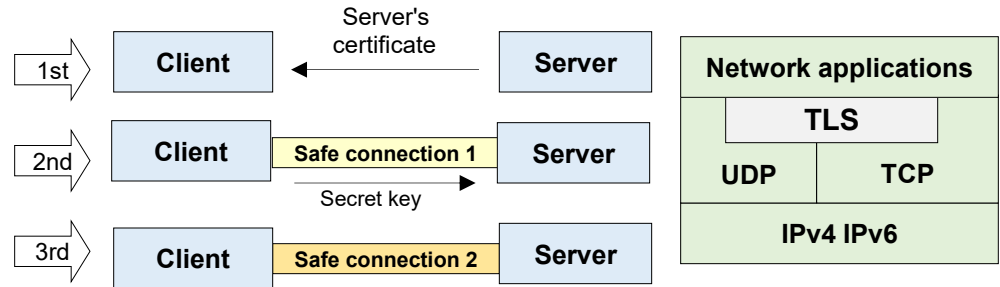 1st
Client
Server's
certificate
Server
2nd
Client
Safe connection 1
Server
Secret key
3rd
Client
Safe connection 2
Server
Network applications
TLS
UDP
TCP
IPv4 IPv6